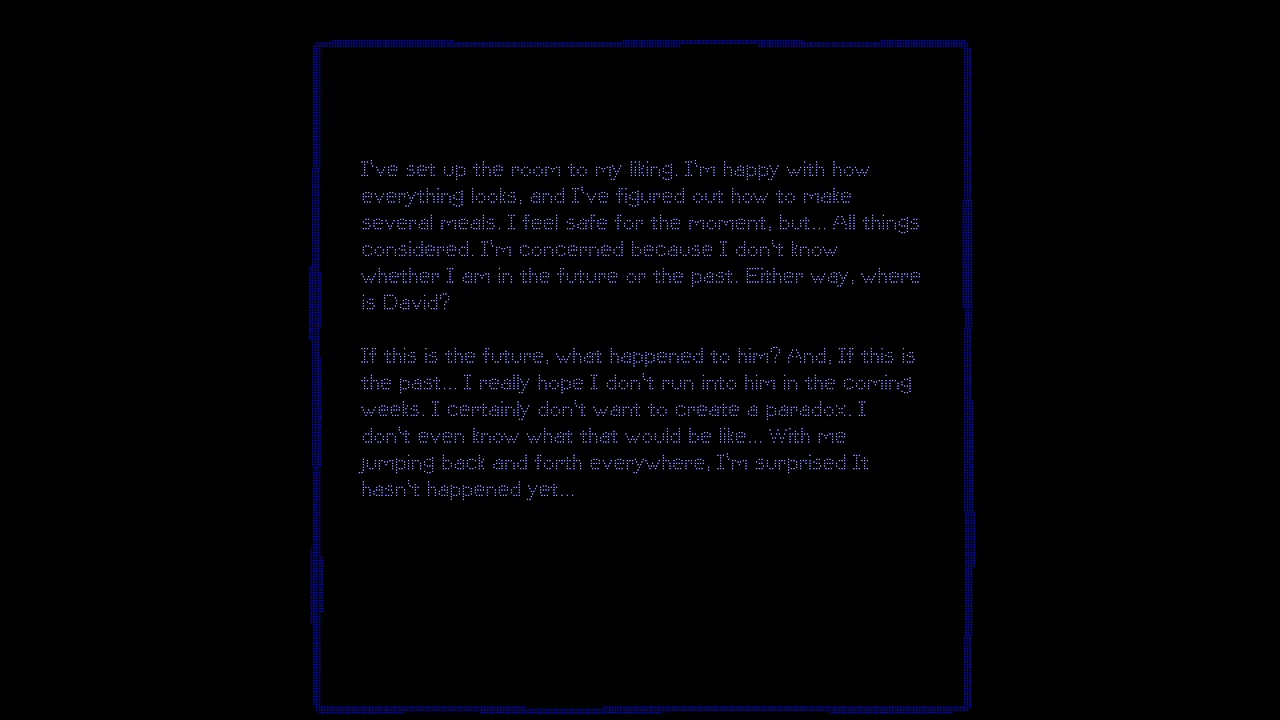 I've set up the room to my liking. I'm happy with how
everything looks, and I've figured out how to make
several meals. I feel safe for the moment, but... All things
considered, I'm concerned because I don't know
whether I am in the future or the past. Either way, where
is David?
If this is the future, what happened to him? And, if this is
the past... I really hope I don't run into him in the coming
weeks. I certainly don't want to create a paradox. I
don't even know what that would be like... With me
jumping back and forth everywhere, I'm surprised it
hasn't happened yet...